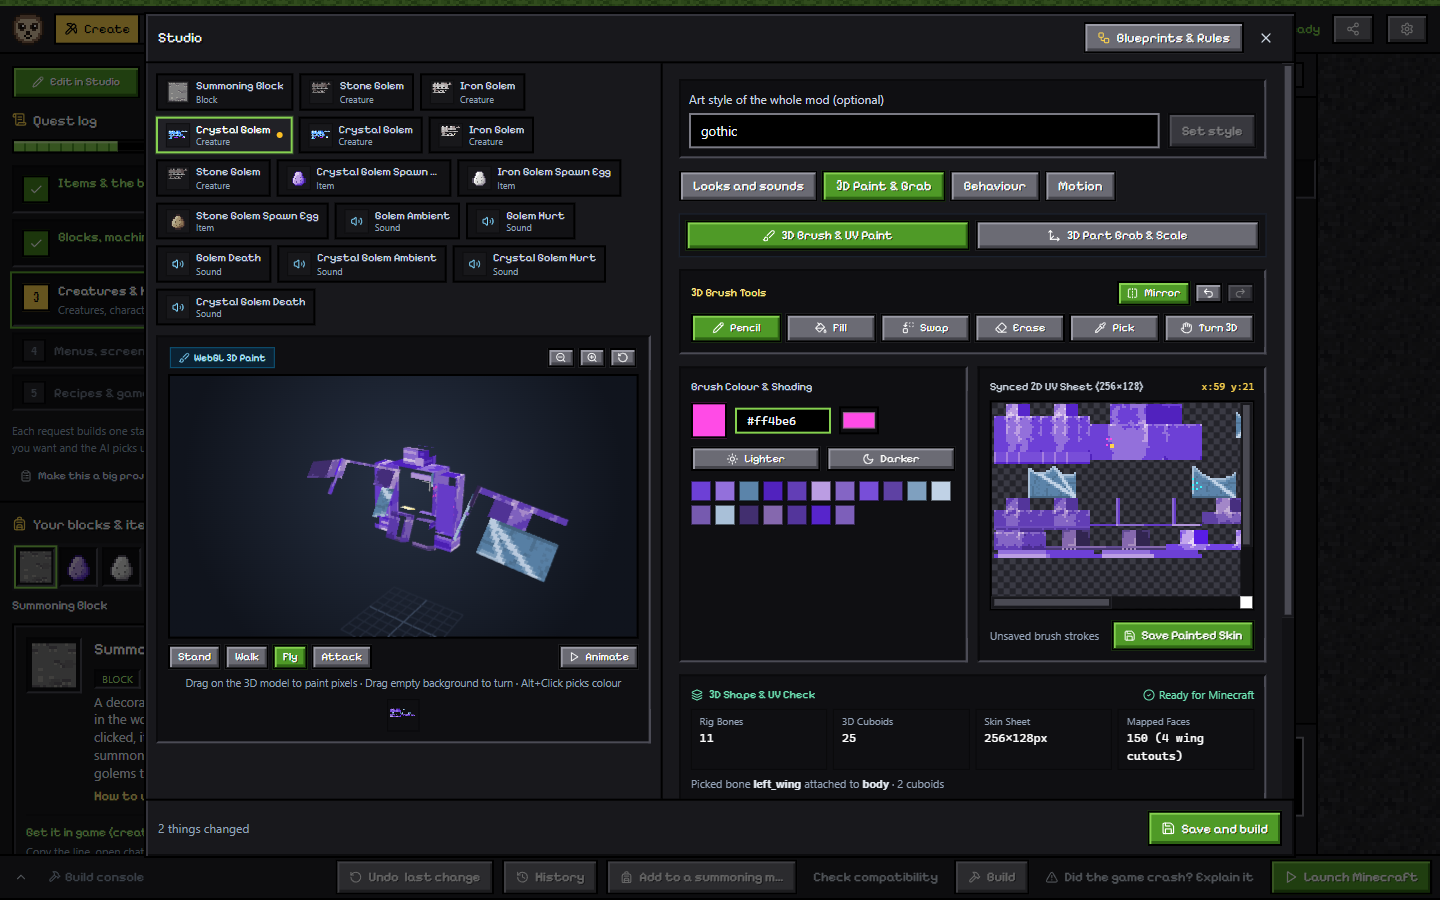 Create
Studio
Blueprints & Rules
ady
Edit in Studio
Quest log
Items & the b
Blocks, machin
3
Creatures & 
Creatures, charact
4
Menus, screen
5
Recipes & game
Each request builds one sta
you want and the AI picks u
Make this a big proj
Your blocks & ite
Summoning Block
Summo
BLOCK
A decora
in the wo
clicked, i
summon
golems t
How to u
Get it in game (creat
Copy the line, open chat
Summoning Block
Block
Stone Golem
Creature
Iron Golem
Creature
Crystal Golem
Creature
Crystal Golem
Creature
Iron Golem
Creature
Stone Golem
Creature
Crystal Golem Spawn ...
Item
Iron Golem Spawn Egg
Item
Stone Golem Spawn Egg
Item
Golem Ambient
Sound
Golem Hurt
Sound
Golem Death
Sound
Crystal Golem Ambient
Sound
Crystal Golem Hurt
Sound
Crystal Golem Death
Sound
WebGL 3D Paint
Stand
Walk
Fly
Attack
Animate
Drag on the 3D model to paint pixels · Drag empty background to turn · Alt+Click picks colour
Art style of the whole mod (optional)
gothic
Set style
Looks and sounds
3D Paint & Grab
Behaviour
Motion
3D Brush & UV Paint
3D Part Grab & Scale
3D Brush Tools
Mirror
Pencil
Fill
Swap
Erase
Pick
Turn 3D
Brush Colour & Shading
#ff4be6
Lighter
Darker
Synced 2D UV Sheet (256×128)
x:59 y:21
Unsaved brush strokes
Save Painted Skin
3D Shape & UV Check
Ready for Minecraft
Rig Bones
11
3D Cuboids
25
Skin Sheet
256×128px
Mapped Faces
150 (4 wing
cutouts)
Picked bone left_wing attached to body · 2 cuboids
2 things changed
Save and build
Build console
Undo last change
History
Add to a summoning m...
Check compatibility
Build
Did the game crash? Explain it
Launch Minecraft